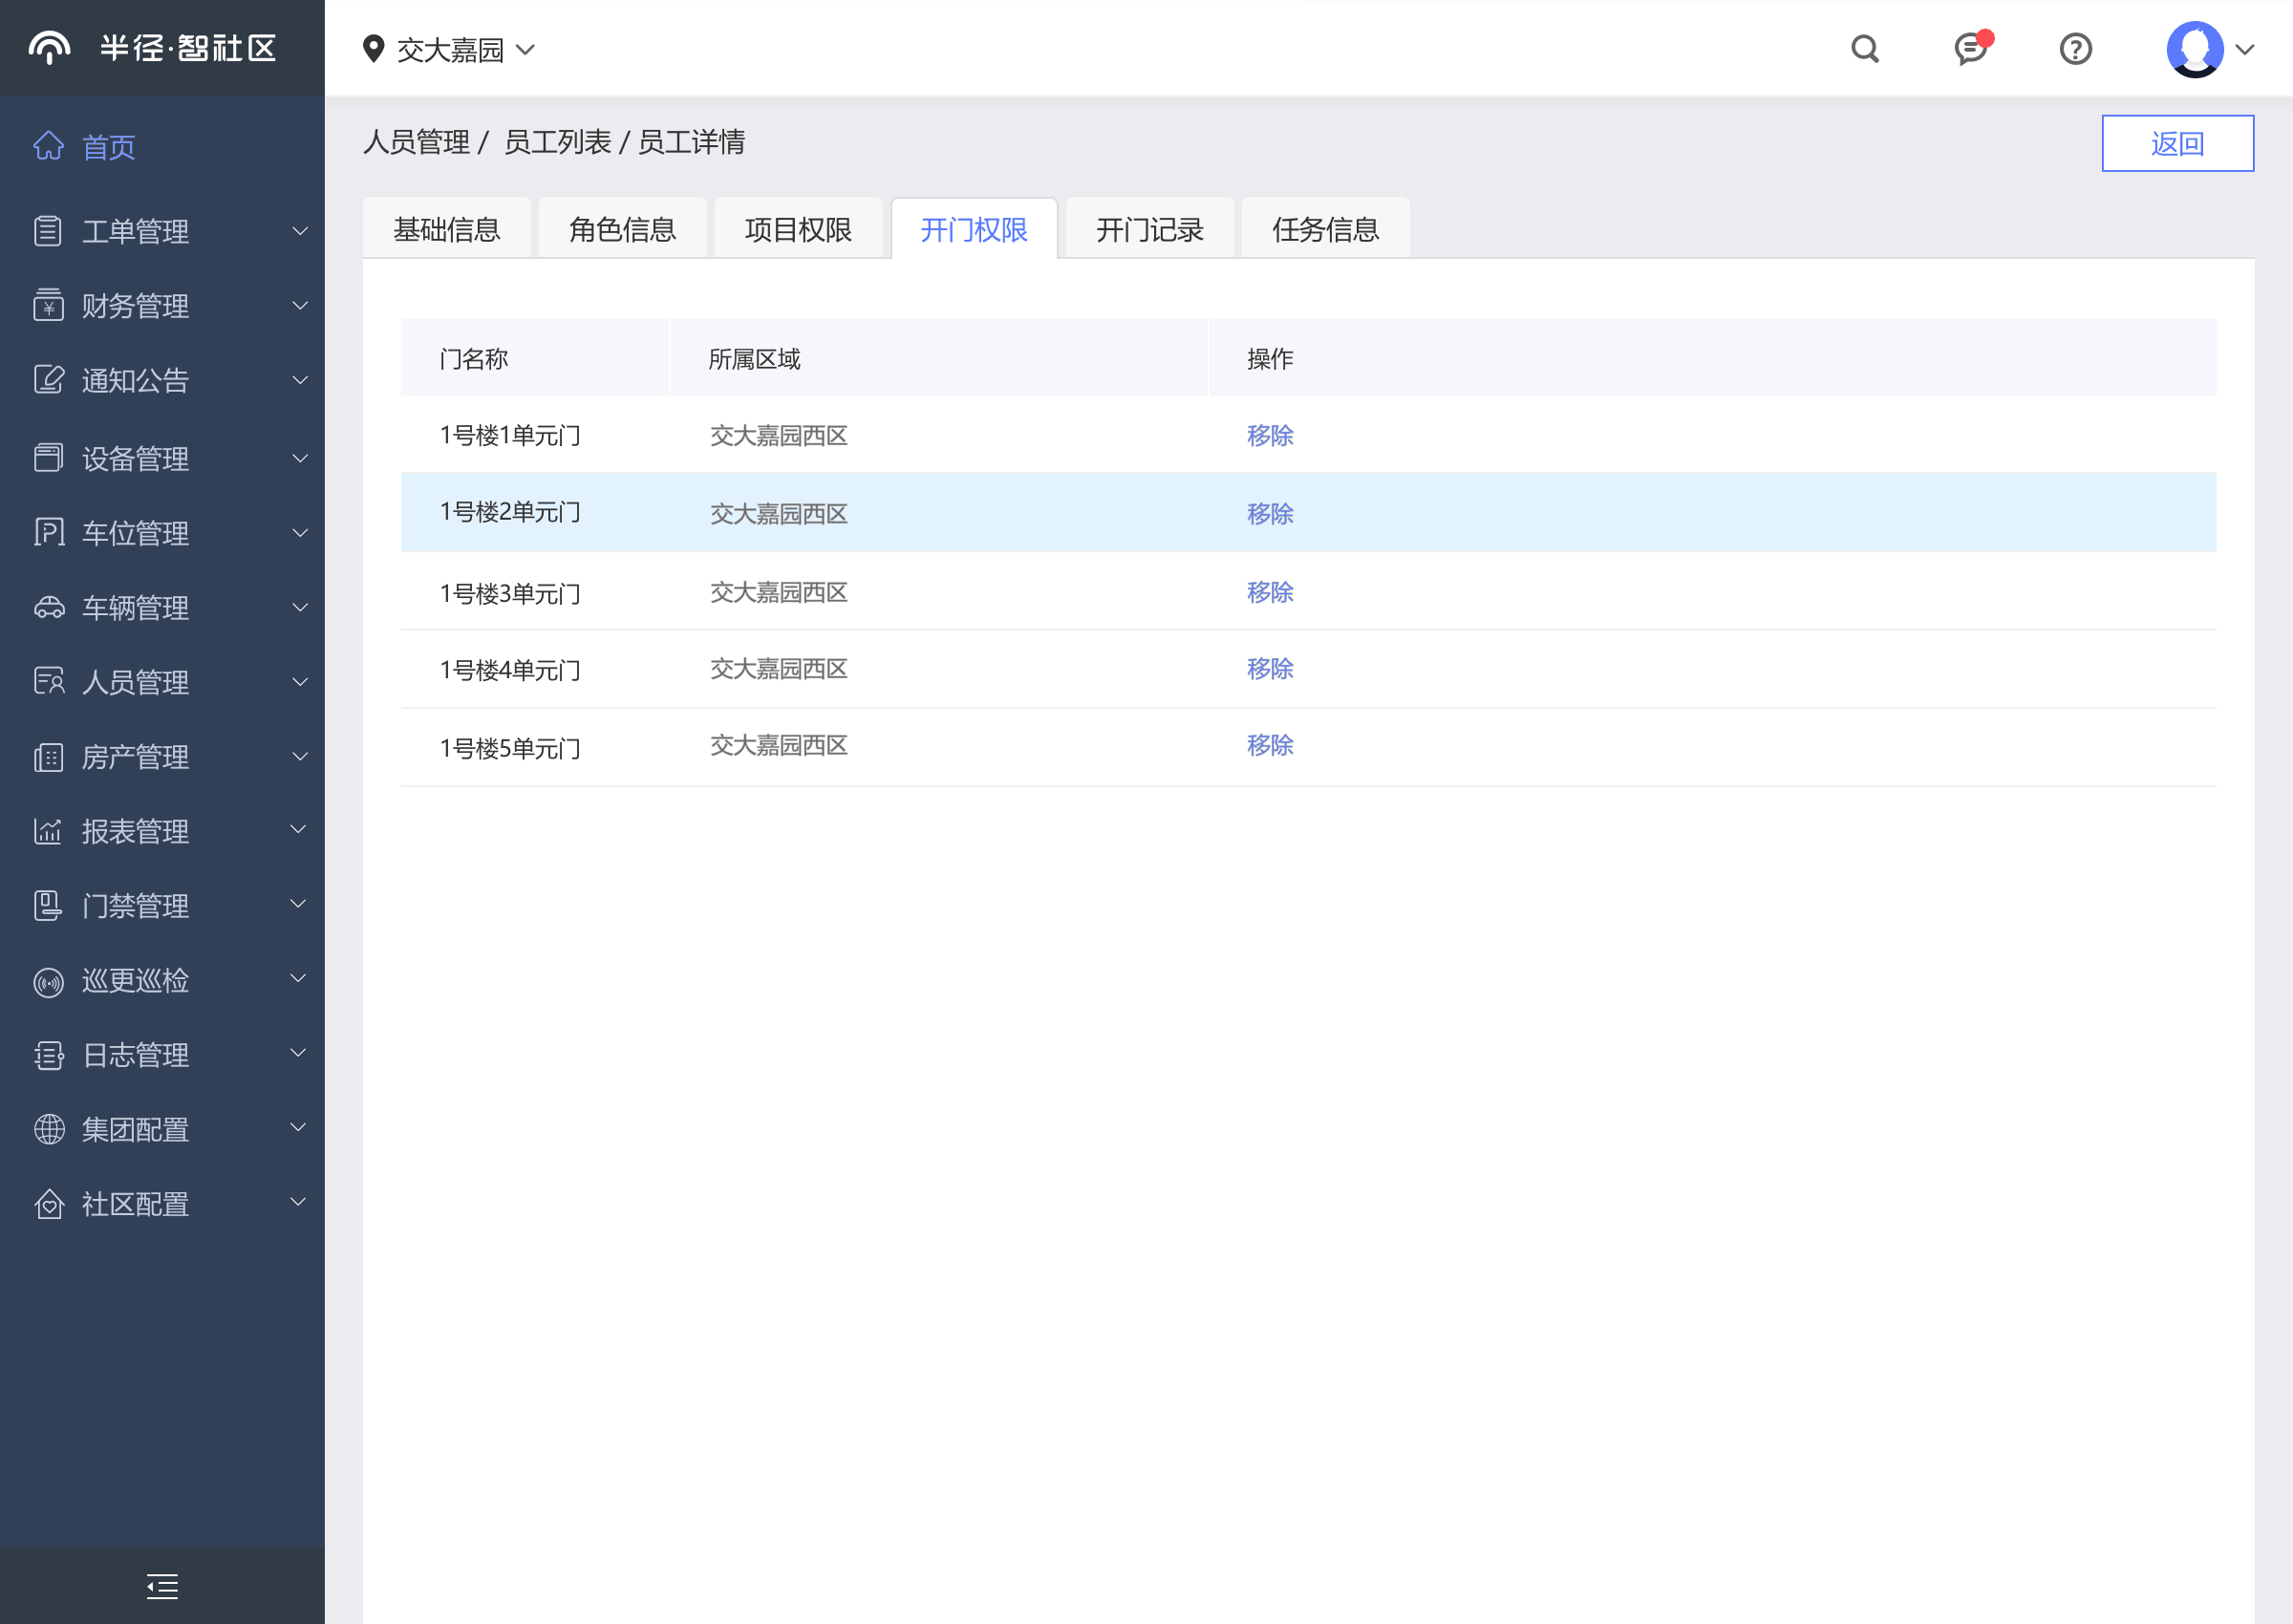 半径·智社区
交大嘉园
首页
工单管理
财务管理
通知公告
设备管理
车位管理
车辆管理
人员管理
房产管理
报表管理
门禁管理
巡更巡检
日志管理
集团配置
社区配置
人员管理 / 员工列表 / 员工详情
返回
基础信息 角色信息 项目权限 开门权限 开门记录 任务信息
门名称 所属区域 操作
1号楼1单元门 交大嘉园西区 移除
1号楼2单元门 交大嘉园西区 移除
1号楼3单元门 交大嘉园西区 移除
1号楼4单元门 交大嘉园西区 移除
1号楼5单元门 交大嘉园西区 移除